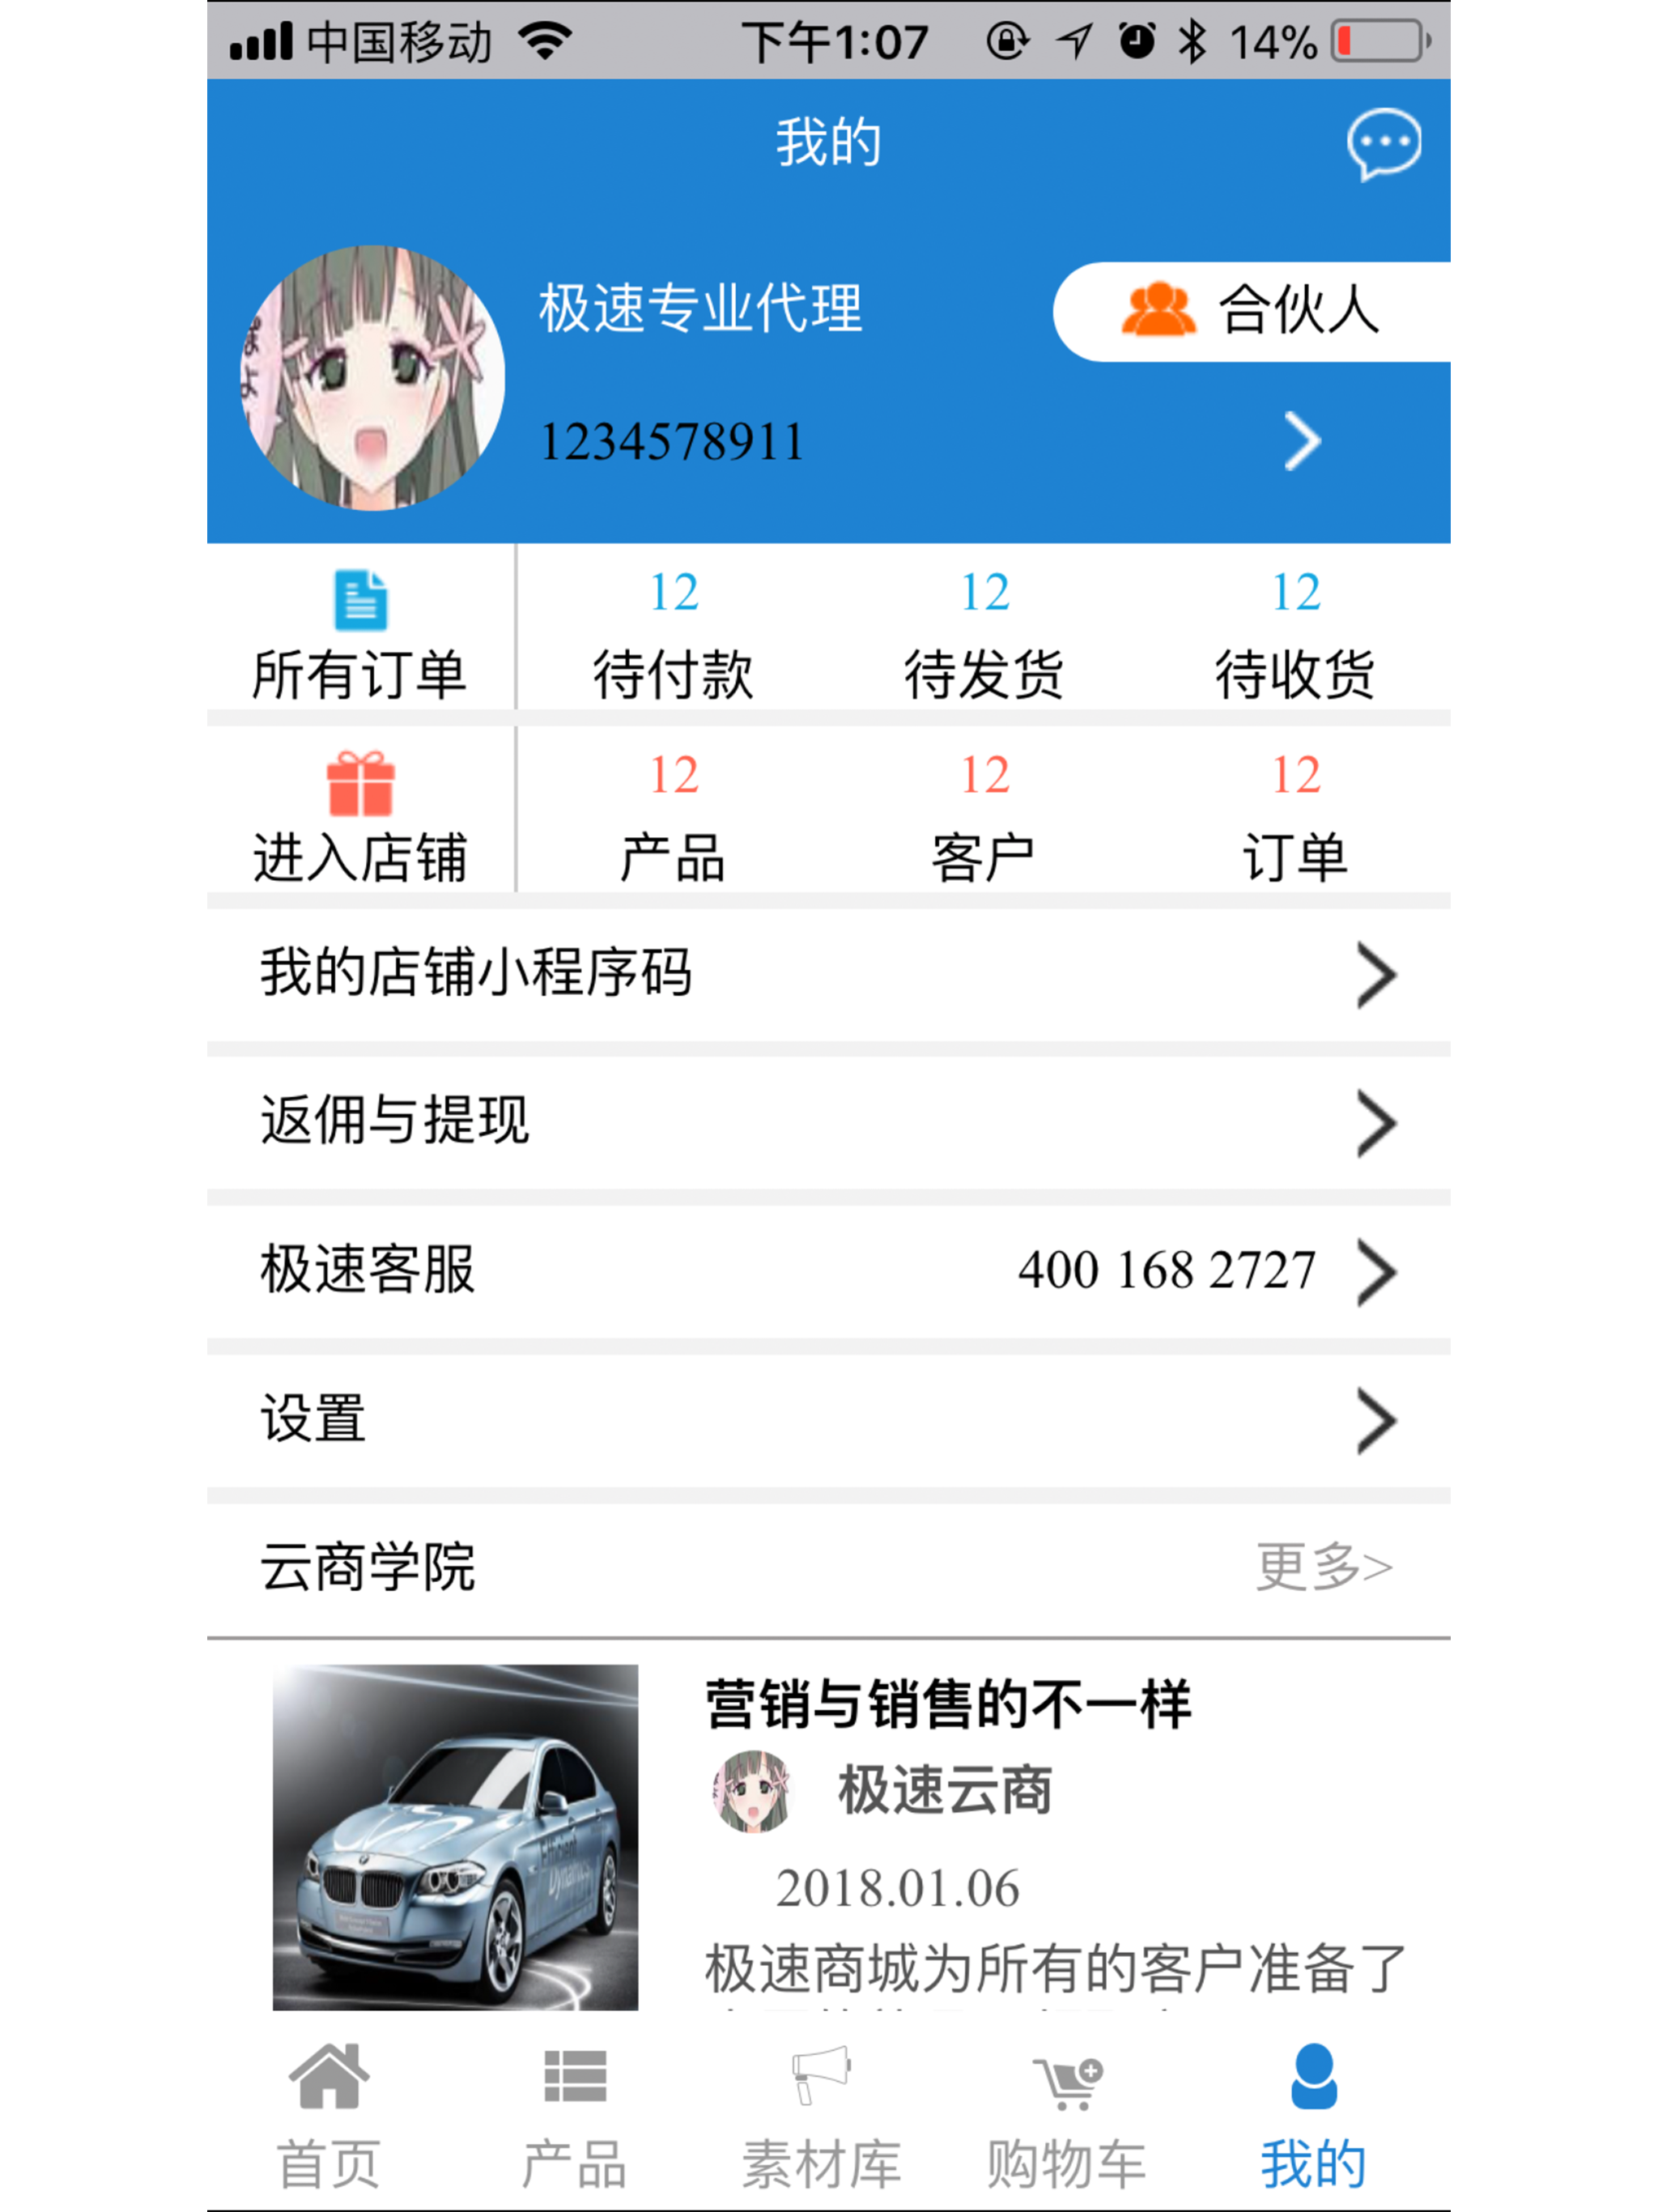 中国移动 下午1:07 14%
我的
极速专业代理
合伙人
1234578911
12 12 12
所有订单 待付款 待发货 待收货
12 12 12
进入店铺 产品 客户 订单
我的店铺小程序码
返佣与提现
极速客服 400 168 2727
设置
云商学院 更多>
营销与销售的不一样
极速云商
2018.01.06
极速商城为所有的客户准备了
首页 产品 素材库 购物车 我的